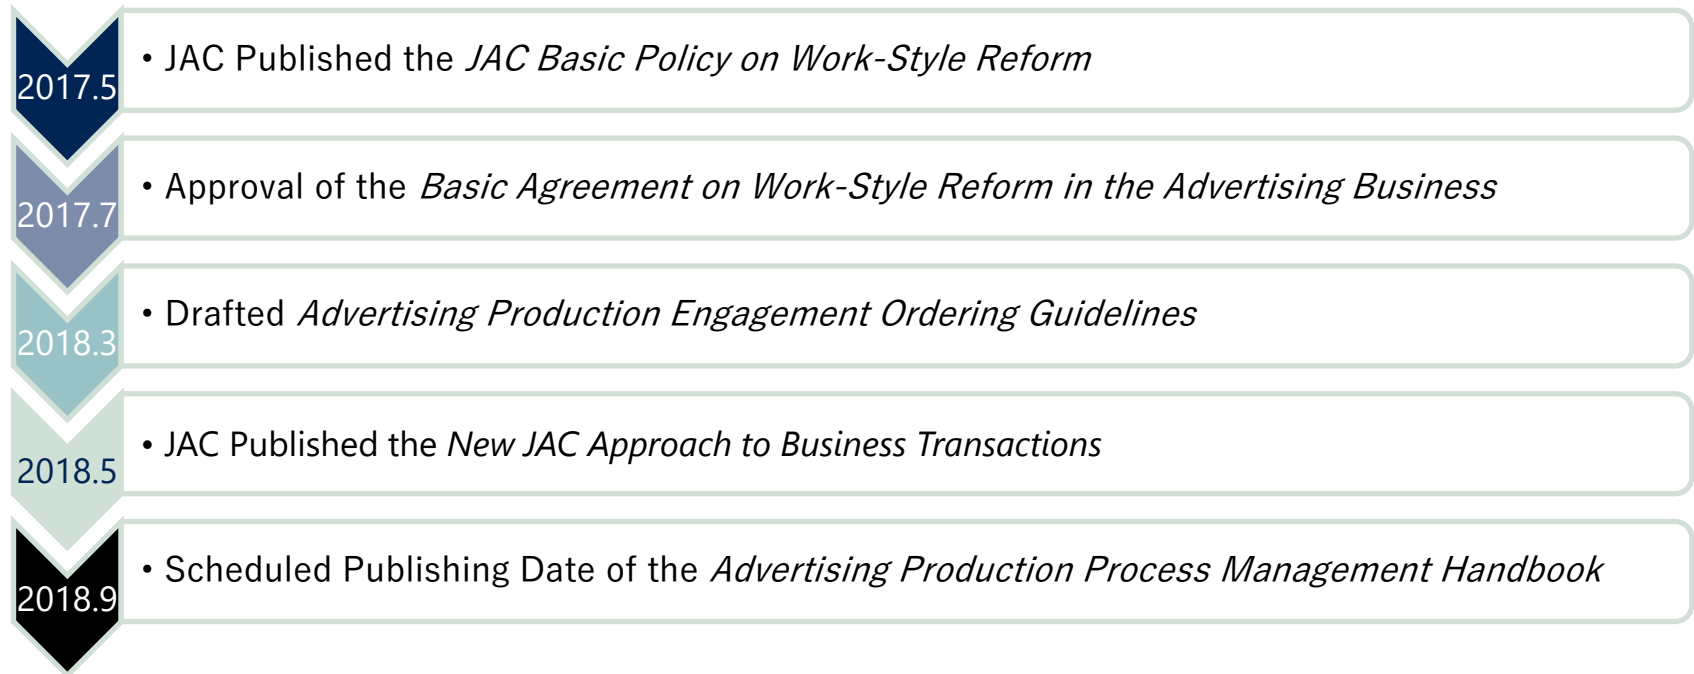 2017.5
• JAC Published the JAC Basic Policy on Work-Style Reform
2017.7
• Approval of the Basic Agreement on Work-Style Reform in the Advertising Business
2018.3
• Drafted Advertising Production Engagement Ordering Guidelines
2018.5
• JAC Published the New JAC Approach to Business Transactions
2018.9
• Scheduled Publishing Date of the Advertising Production Process Management Handbook